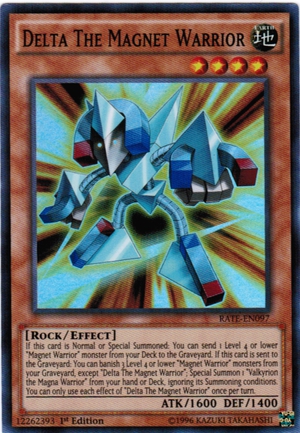 DELTA THE MAGNET WARRIOR
EARTH
地
RATE-EN097
[ROCK/EFFECT]
If this card is Normal or Special Summoned: You can send 1 Level 4 or lower
"Magnet Warrior" monster from your Deck to the Graveyard. If this card is sent to
the Graveyard: You can banish 3 Level 4 or lower "Magnet Warrior" monsters from
your Graveyard, except "Delta The Magnet Warrior"; Special Summon 1 "Valkyrion
the Magna Warrior" from your hand or Deck, ignoring its Summoning conditions.
You can only use each effect of "Delta The Magnet Warrior" once per turn.
ATK/1600 DEF/1400
12262393 1st Edition ©1996 KAZUKI TAKAHASHI